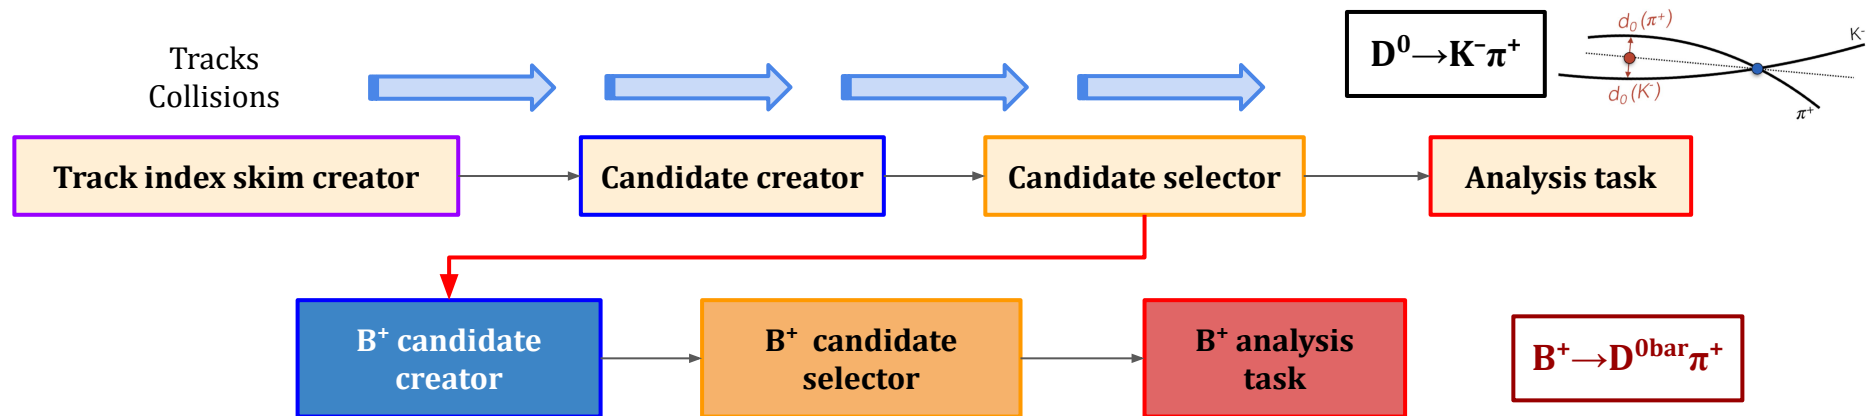 Tracks
Collisions
D⁰→K⁻π⁺
d₀(π⁺)
K⁻
d₀(K⁻)
π⁺
Track index skim creator
Candidate creator
Candidate selector
Analysis task
B⁺ candidate
creator
B⁺ candidate
selector
B⁺ analysis
task
B⁺→D⁰ᵇᵃʳπ⁺